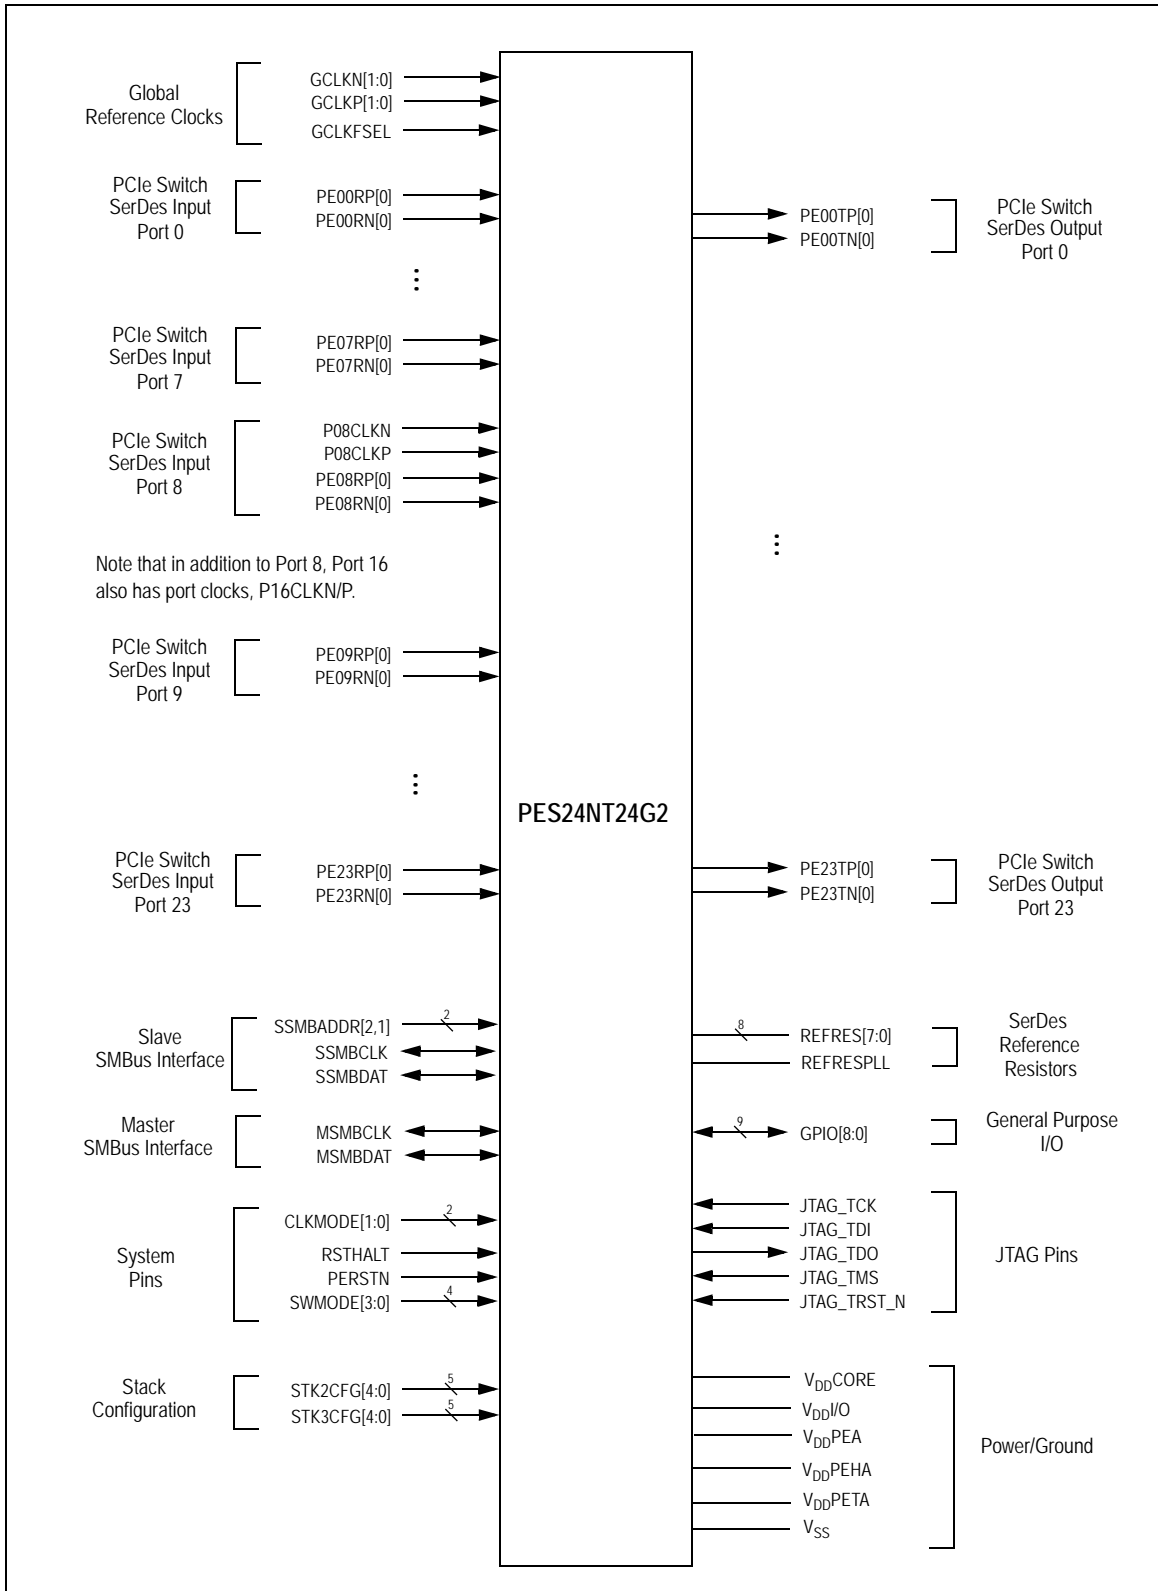 Global
Reference Clocks
GCLKN[1:0]
GCLKP[1:0]
GCLKFSEL
PCIe Switch
SerDes Input
Port 0
PE00RP[0]
PE00RN[0]
PE00TP[0]
PE00TN[0]
PCIe Switch
SerDes Output
Port 0
PCIe Switch
SerDes Input
Port 7
PE07RP[0]
PE07RN[0]
PCIe Switch
SerDes Input
Port 8
P08CLKN
P08CLKP
PE08RP[0]
PE08RN[0]
Note that in addition to Port 8, Port 16
also has port clocks, P16CLKN/P.
PCIe Switch
SerDes Input
Port 9
PE09RP[0]
PE09RN[0]
PES24NT24G2
PCIe Switch
SerDes Input
Port 23
PE23RP[0]
PE23RN[0]
PE23TP[0]
PE23TN[0]
PCIe Switch
SerDes Output
Port 23
Slave
SMBus Interface
SSMBADDR[2,1]
2
SSMBCLK
SSMBDAT
8
REFRES[7:0]
REFRESPLL
SerDes
Reference
Resistors
Master
SMBus Interface
MSMBCLK
MSMBDAT
9
GPIO[8:0]
General Purpose
I/O
System
Pins
CLKMODE[1:0]
2
RSTHALT
PERSTN
SWMODE[3:0]
4
JTAG_TCK
JTAG_TDI
JTAG_TDO
JTAG_TMS
JTAG_TRST_N
JTAG Pins
Stack
Configuration
STK2CFG[4:0]
5
STK3CFG[4:0]
5
VDDCORE
VDDI/O
VDDPEA
VDDPEHA
VDDPETA
VSS
Power/Ground